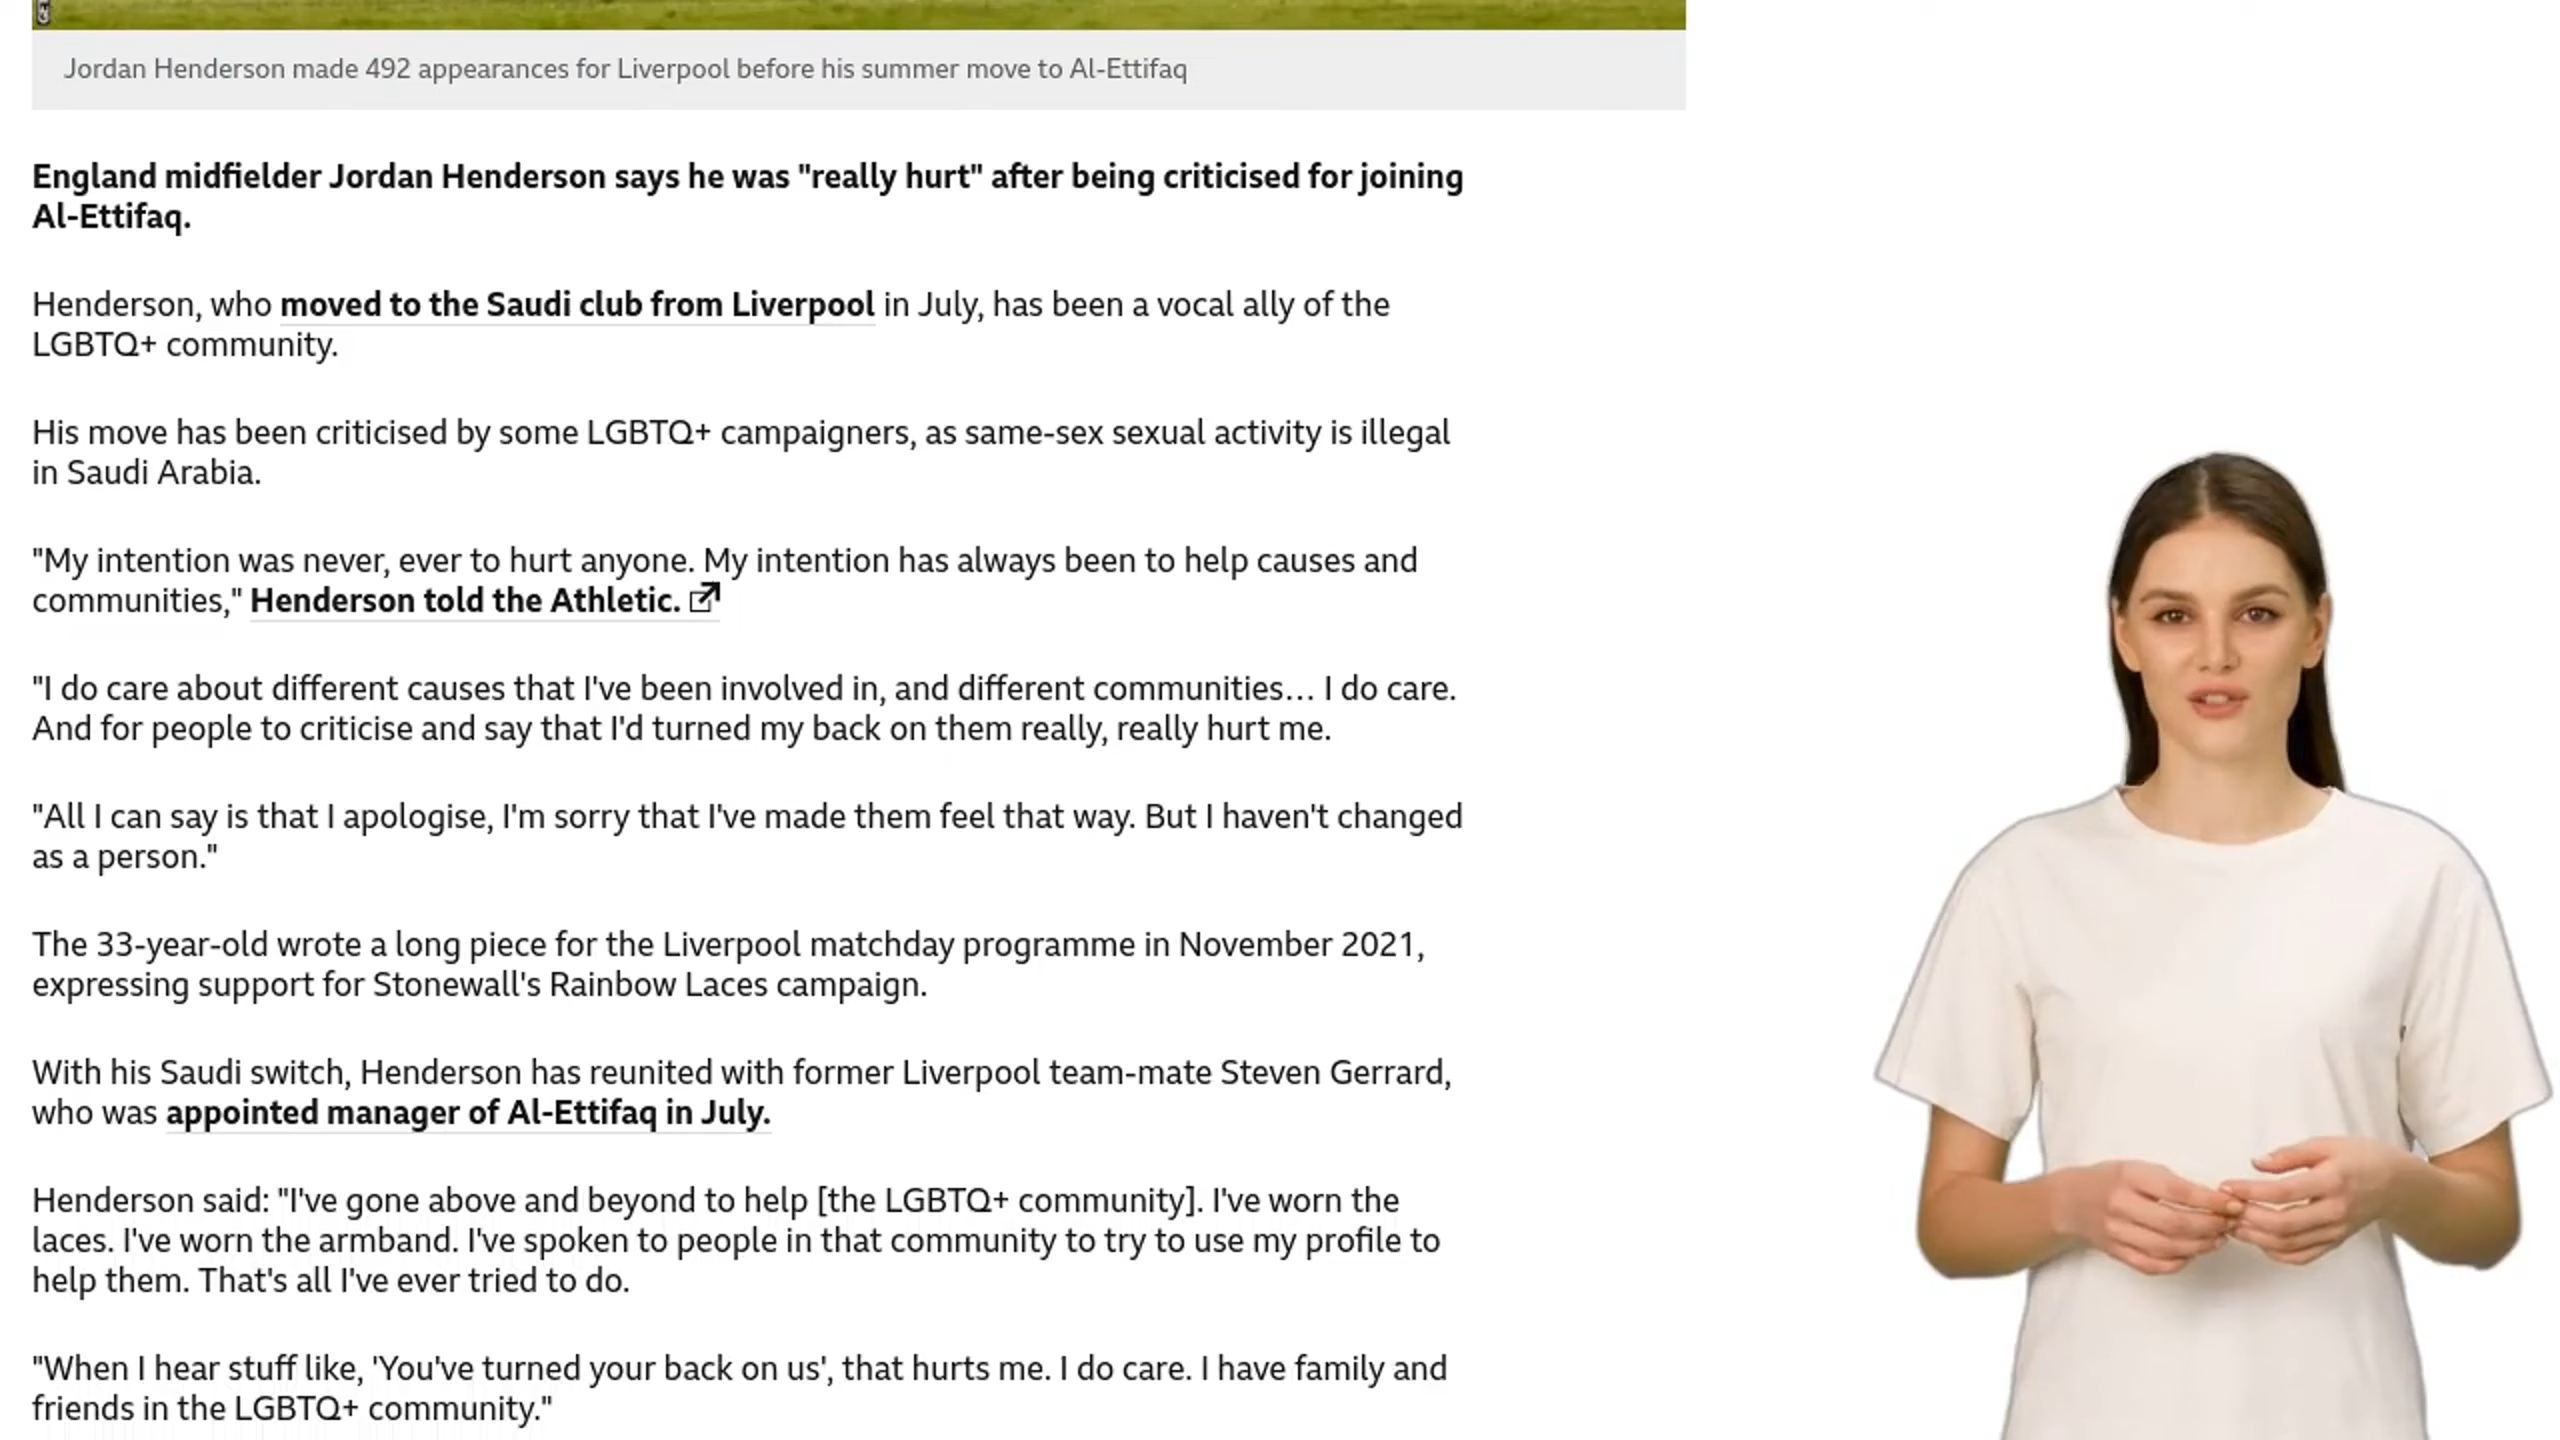 Jordan Henderson made 492 appearances for Liverpool before his summer move to Al-Ettifaq
England midfielder Jordan Henderson says he was "really hurt" after being criticised for joining
Al-Ettifaq.
Henderson, who moved to the Saudi club from Liverpool in July, has been a vocal ally of the
LGBTQ+ community.
His move has been criticised by some LGBTQ+ campaigners, as same-sex sexual activity is illegal
in Saudi Arabia.
"My intention was never, ever to hurt anyone. My intention has always been to help causes and
communities," Henderson told the Athletic.
"I do care about different causes that I've been involved in, and different communities… I do care.
And for people to criticise and say that I'd turned my back on them really, really hurt me.
"All I can say is that I apologise, I'm sorry that I've made them feel that way. But I haven't changed
as a person."
The 33-year-old wrote a long piece for the Liverpool matchday programme in November 2021,
expressing support for Stonewall's Rainbow Laces campaign.
With his Saudi switch, Henderson has reunited with former Liverpool team-mate Steven Gerrard,
who was appointed manager of Al-Ettifaq in July.
Henderson said: "I've gone above and beyond to help [the LGBTQ+ community]. I've worn the
laces. I've worn the armband. I've spoken to people in that community to try to use my profile to
help them. That's all I've ever tried to do.
"When I hear stuff like, 'You've turned your back on us', that hurts me. I do care. I have family and
friends in the LGBTQ+ community."